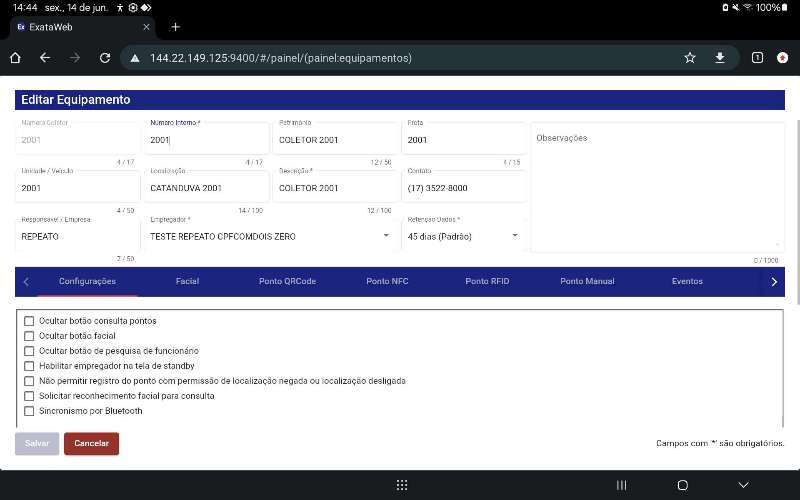 14:44 sex., 14 de jun. 100%
Ex ExataWeb
144.22.149.125:9400/#/painel/(painel:equipamentos)
1
Editar Equipamento
Número Coletor Número Interno * Patrimônio Frota
2001 2001 COLETOR 2001 2001 Observações
4 / 17 4 / 17 12 / 50 4 / 15
Unidade / Veículo Localização Descrição * Contato
2001 CATANDUVA 2001 COLETOR 2001 (17) 3522-8000
4 / 50 14 / 100 12 / 100
Responsável / Empresa Empregador * Retenção Dados *
REPEATO TESTE REPEATO CPFCOMDOIS ZERO 45 dias (Padrão)
7 / 50 0 / 1000
Configurações Facial Ponto QRCode Ponto NFC Ponto RFID Ponto Manual Eventos
Ocultar botão consulta pontos
Ocultar botão facial
Ocultar botão de pesquisa de funcionário
Habilitar empregador na tela de standby
Não permitir registro do ponto com permissão de localização negada ou localização desligada
Solicitar reconhecimento facial para consulta
Sincronismo por Bluetooth
Salvar Cancelar Campos com '*' são obrigatórios.